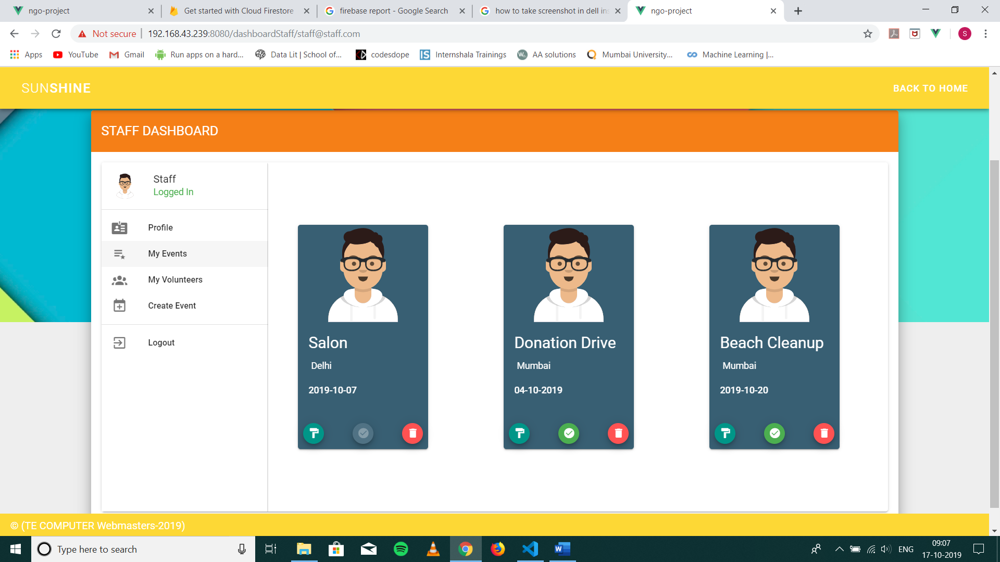 ngo-project
Get started with Cloud Firestore
firebase report - Google Search
how to take screenshot in dell ins
ngo-project
Not secure
192.168.43.239:8080/dashboardStaff/staff@staff.com
S
Apps
YouTube
Gmail
Run apps on a hard...
Data Lit | School of...
codesdope
Internshala Trainings
AA solutions
Mumbai University...
Machine Learning |...
SUNSHINE
BACK TO HOME
STAFF DASHBOARD
Staff
Logged In
Profile
My Events
My Volunteers
Create Event
Logout
Salon
Delhi
2019-10-07
Donation Drive
Mumbai
04-10-2019
Beach Cleanup
Mumbai
2019-10-20
© (TE COMPUTER Webmasters-2019)
Type here to search
ENG
09:07
17-10-2019